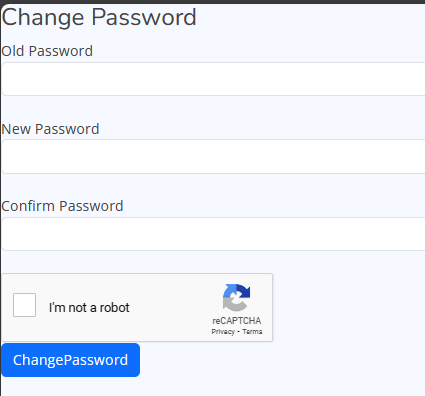 Change Password
Old Password
New Password
Confirm Password
I'm not a robot
reCAPTCHA
Privacy - Terms
ChangePassword